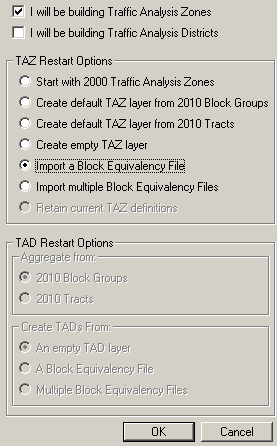 I will be building Traffic Analysis Zones
I will be building Traffic Analysis Districts
TAZ Restart Options
Start with 2000 Traffic Analysis Zones
Create default TAZ layer from 2010 Block Groups
Create default TAZ layer from 2010 Tracts
Create empty TAZ layer
Import a Block Equivalency File
Import multiple Block Equivalency Files
Retain current TAZ definitions
TAD Restart Options
Aggregate from:
2010 Block Groups
2010 Tracts
Create TADs From:
An empty TAD layer
A Block Equivalency File
Multiple Block Equivalency Files
OK
Cancel